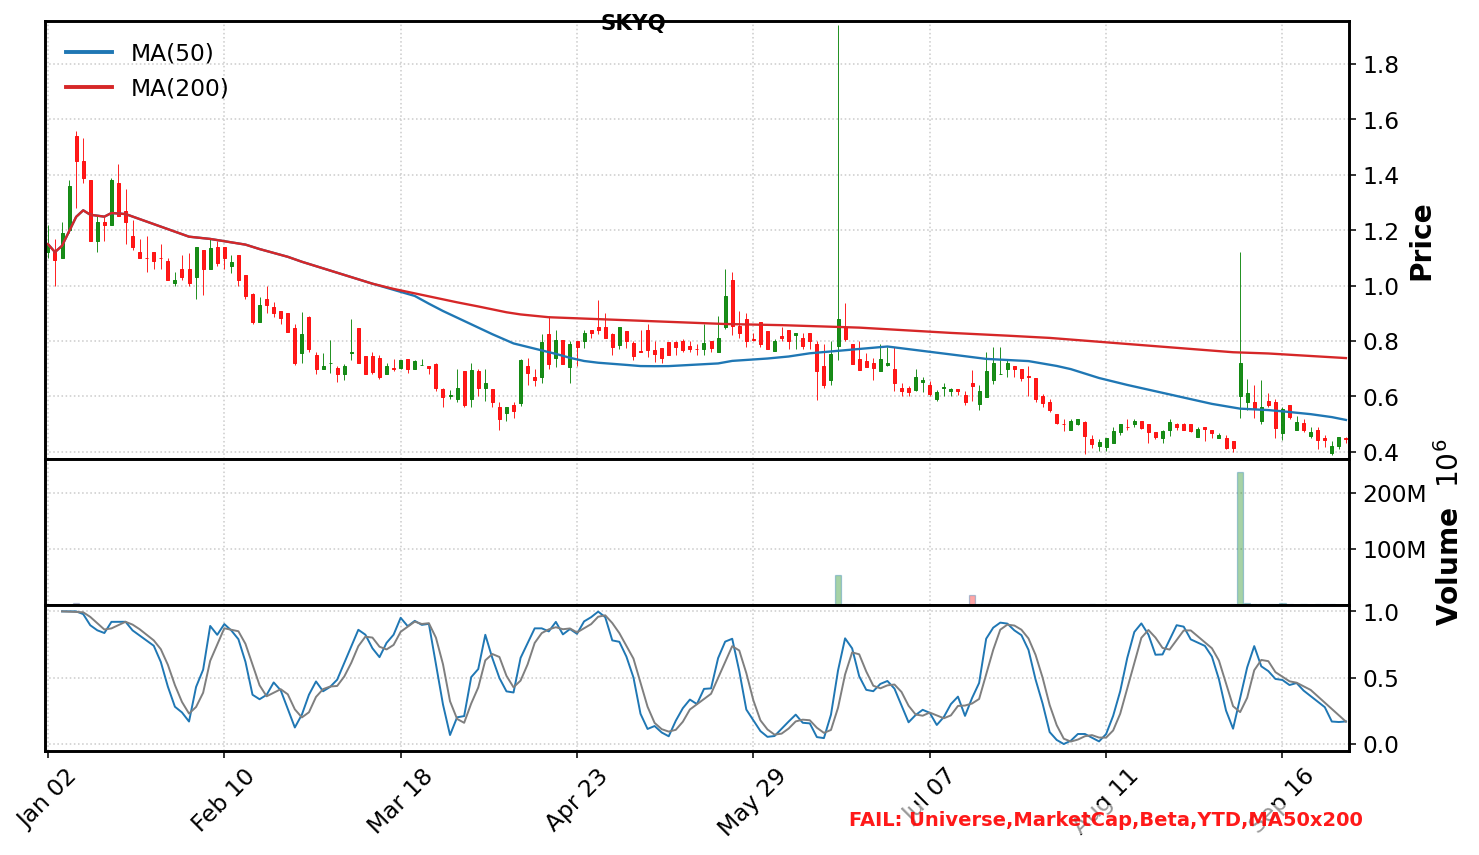 SKYQ
MA(50)
MA(200)
1.8
1.6
1.4
1.2
1.0
0.8
0.6
0.4
Price
10⁶
Volume
200M
100M
1.0
0.5
0.0
Jan 02
Feb 10
Mar 18
Apr 23
May 29
Jul 07
Aug 11
Sep 16
FAIL: Universe,MarketCap,Beta,YTD,MA50x200